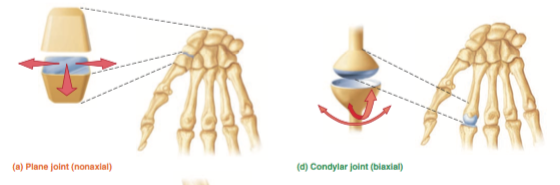 (a) Plane joint (nonaxial)
(d) Condylar joint (biaxial)